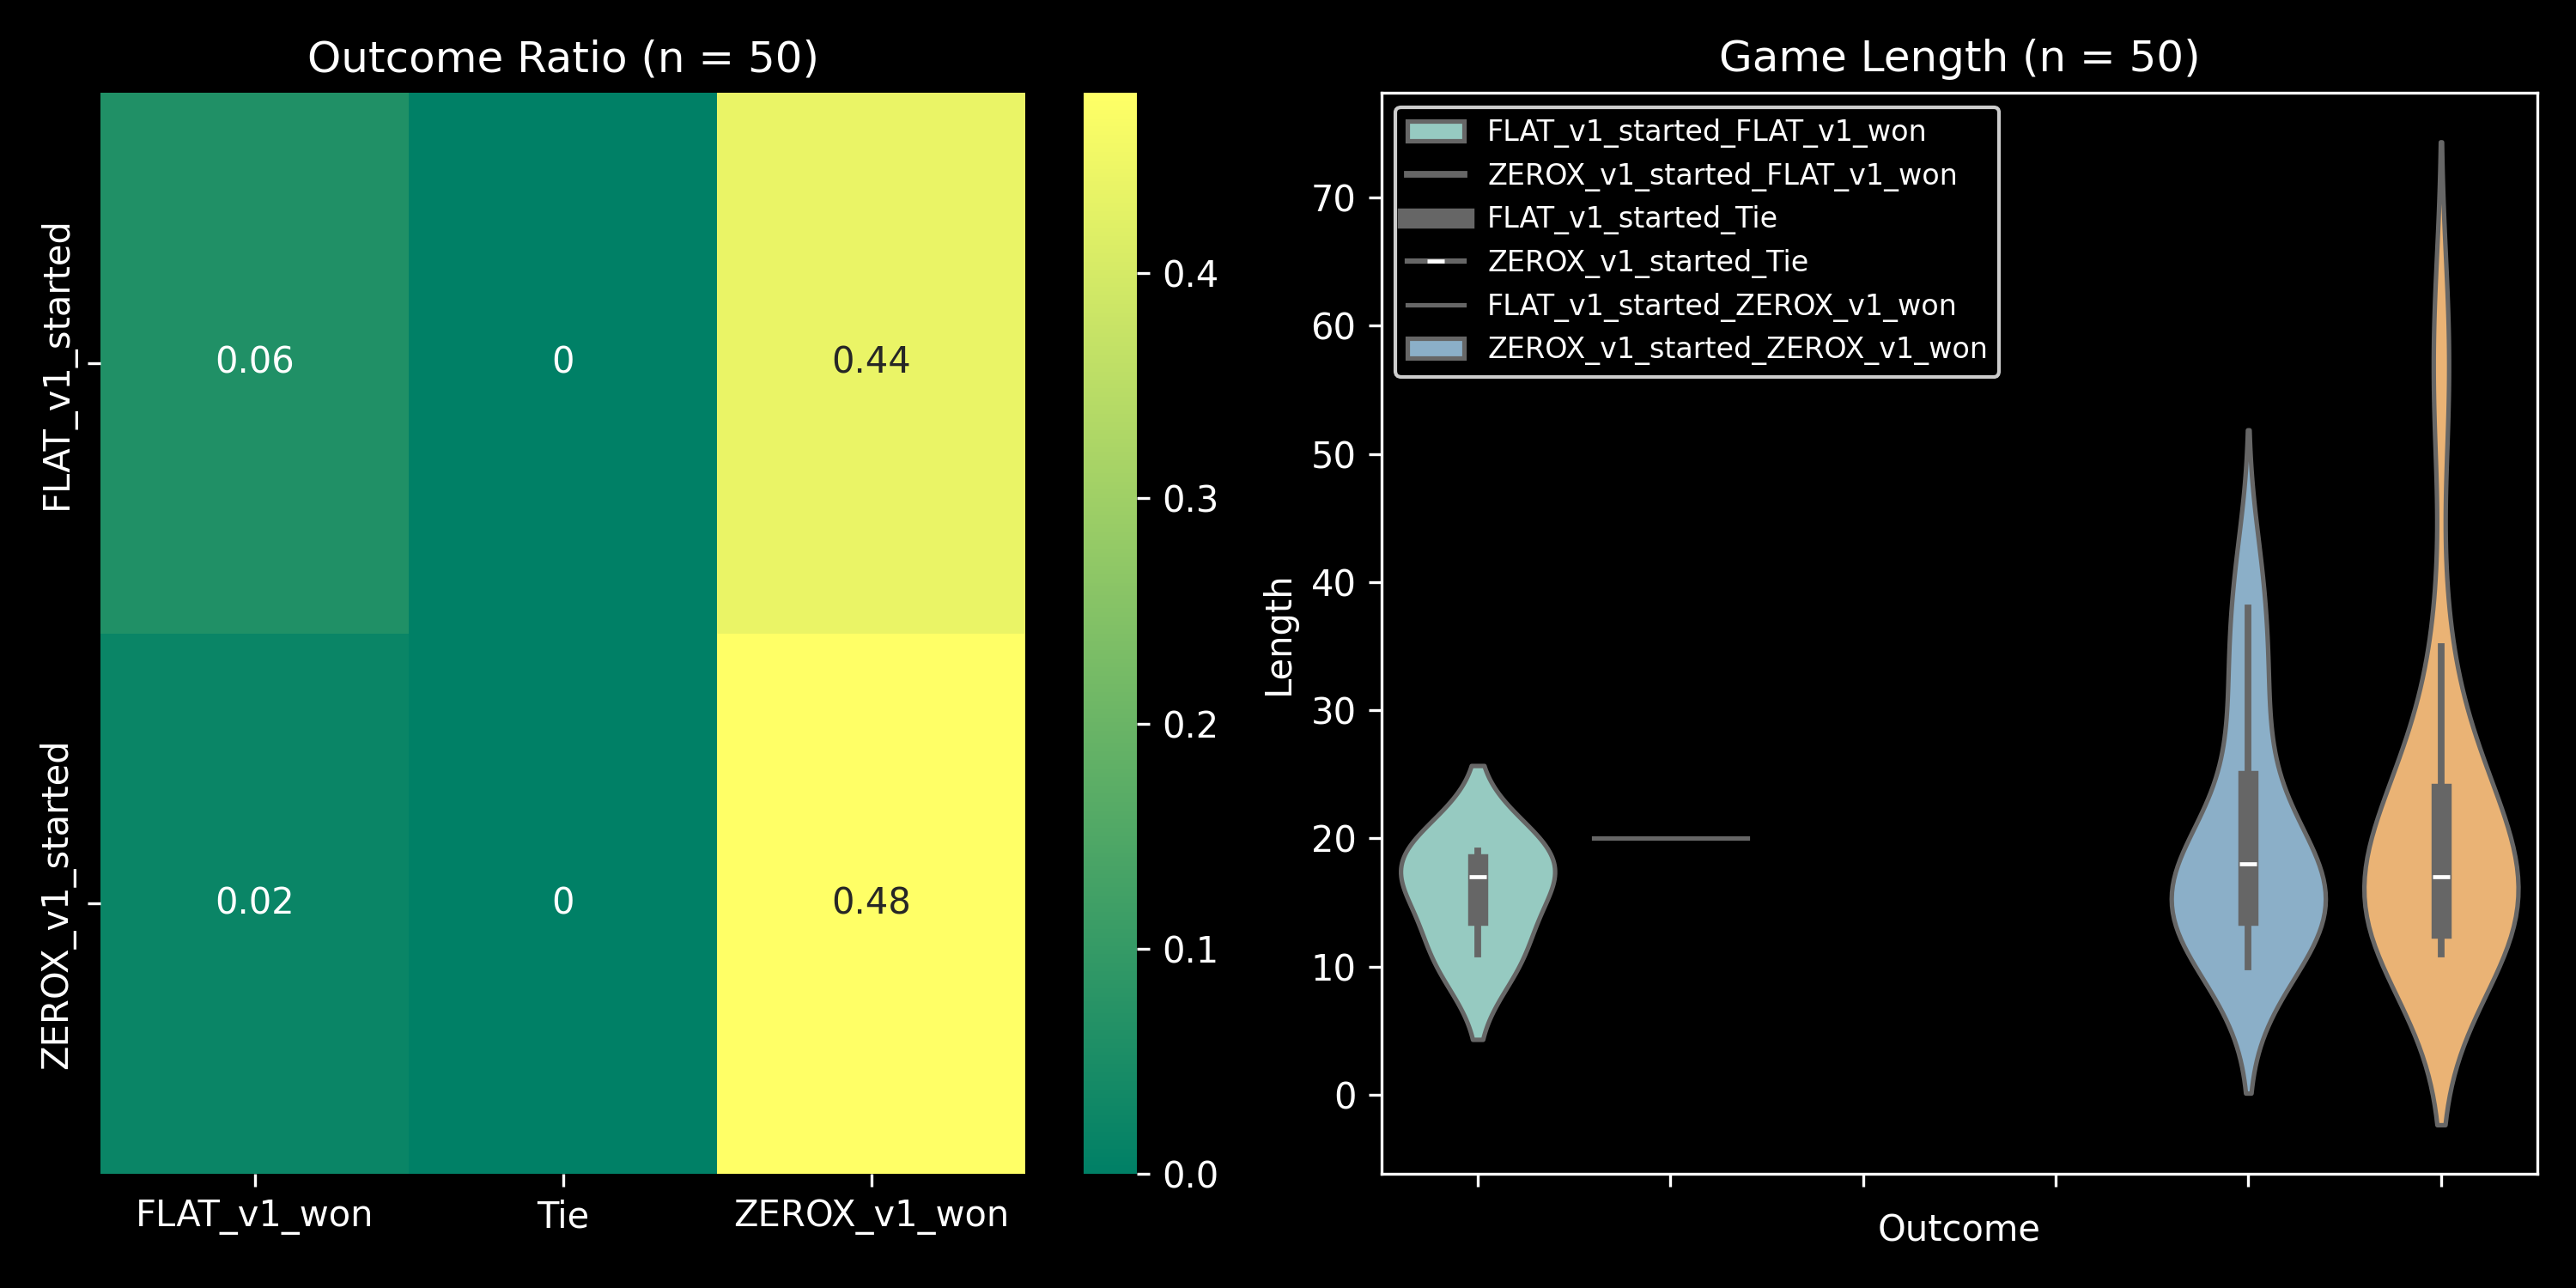 Outcome Ratio (n = 50)
FLAT_v1_started
ZEROX_v1_started
0.06
0
0.44
0.02
0
0.48
FLAT_v1_won
Tie
ZEROX_v1_won
0.4
0.3
0.2
0.1
0.0
Game Length (n = 50)
FLAT_v1_started_FLAT_v1_won
ZEROX_v1_started_FLAT_v1_won
FLAT_v1_started_Tie
ZEROX_v1_started_Tie
FLAT_v1_started_ZEROX_v1_won
ZEROX_v1_started_ZEROX_v1_won
Length
70
60
50
40
30
20
10
0
Outcome